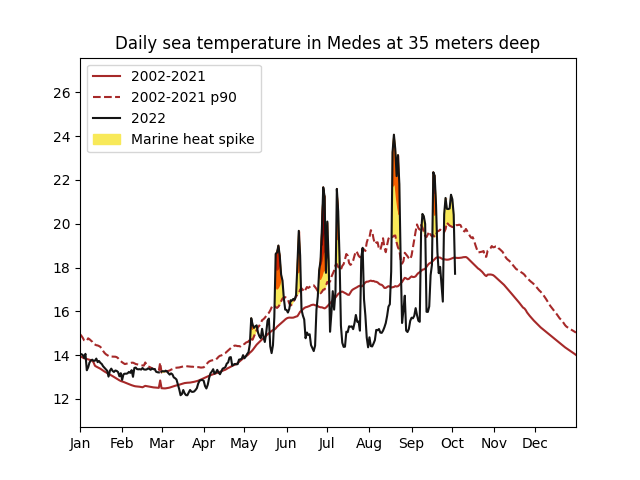 Daily sea temperature in Medes at 35 meters deep
2002-2021
2002-2021 p90
2022
Marine heat spike
26
24
22
20
18
16
14
12
Jan Feb Mar Apr May Jun Jul Aug Sep Oct Nov Dec